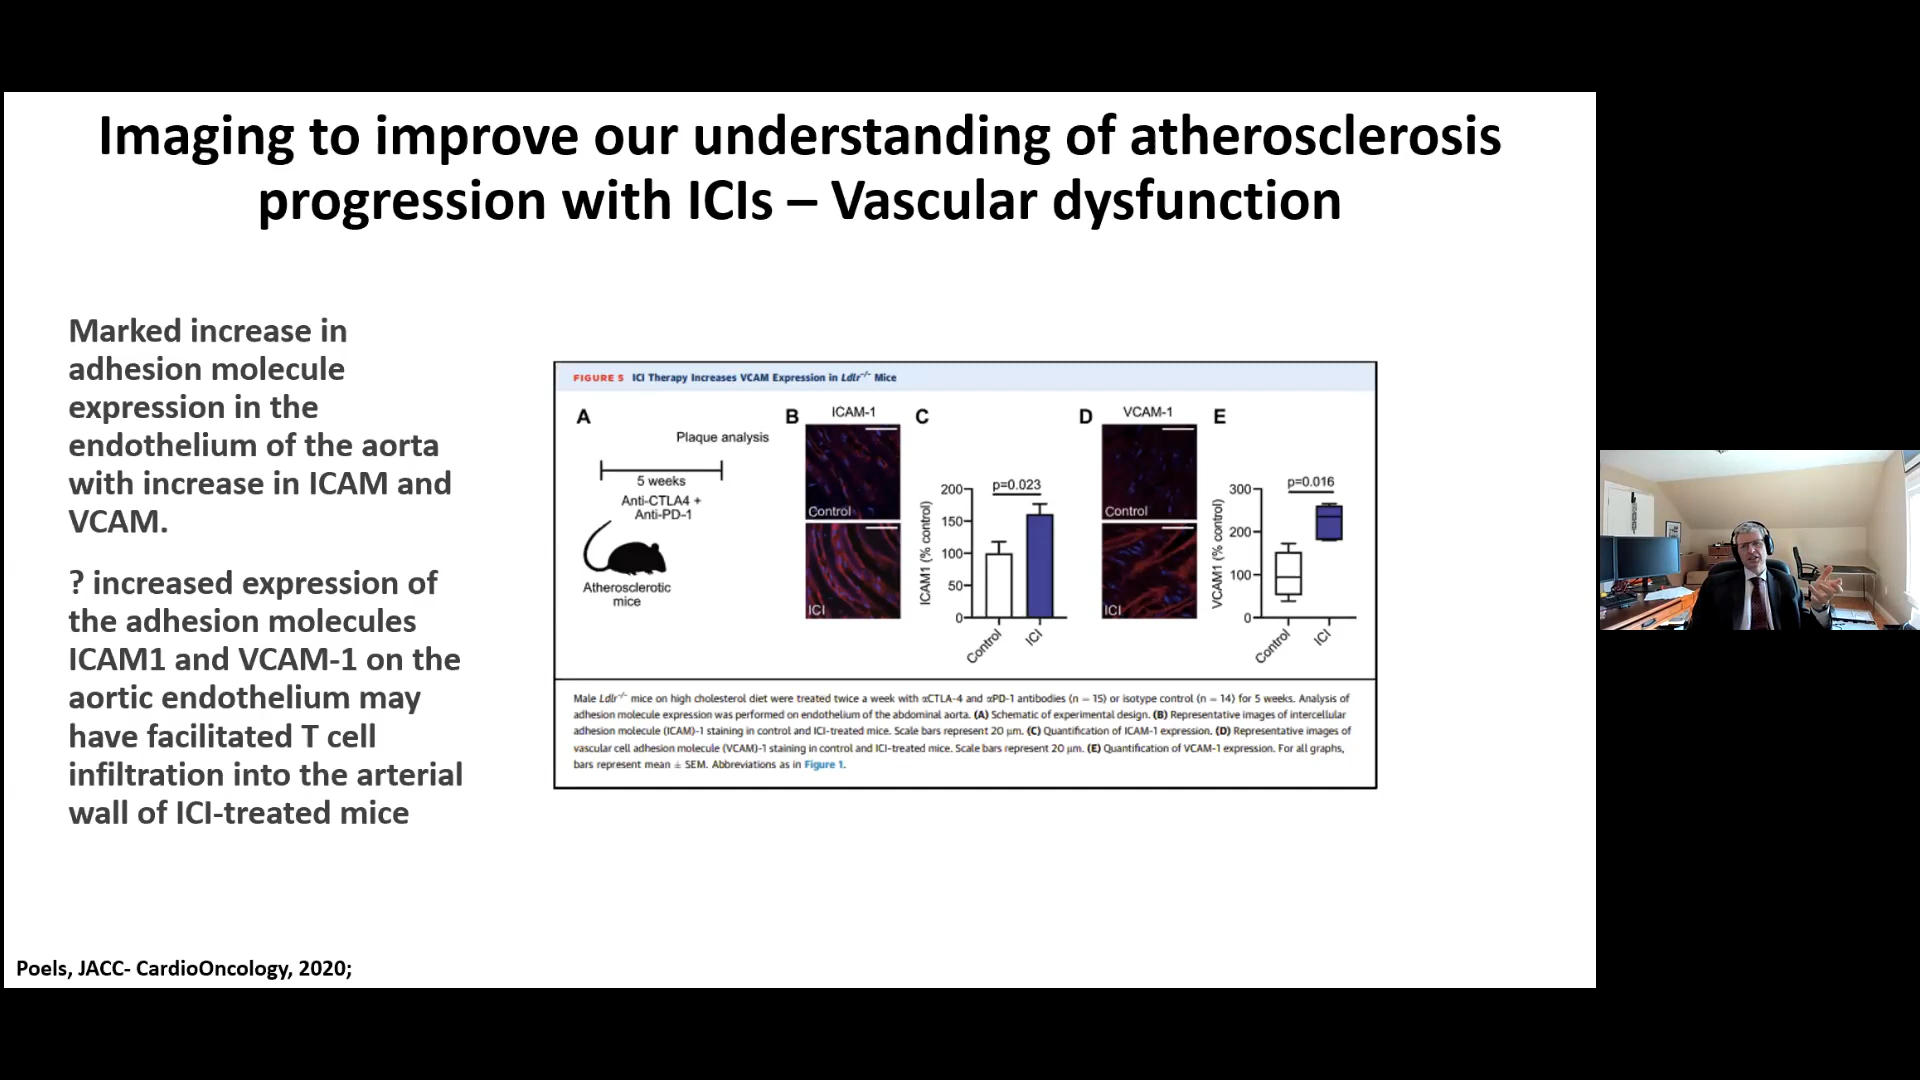 Imaging to improve our understanding of atherosclerosis
progression with ICIs – Vascular dysfunction
Marked increase in
adhesion molecule
expression in the
endothelium of the aorta
with increase in ICAM and
VCAM.
? increased expression of
the adhesion molecules
ICAM1 and VCAM-1 on the
aortic endothelium may
have facilitated T cell
infiltration into the arterial
wall of ICI-treated mice
FIGURE 5 ICI Therapy Increases VCAM Expression in Ldlr-/- Mice
A
Plaque analysis
5 weeks
Anti-CTLA4 +
Anti-PD-1
Atherosclerotic
mice
B
ICAM-1
Control
ICI
C
ICAM1 (% control)
200
150
100
50
0
p=0.023
Control
ICI
D
VCAM-1
Control
ICI
E
VCAM1 (% control)
300
200
100
0
p=0.016
Control
ICI
Male Ldlr-/- mice on high cholesterol diet were treated twice a week with αCTLA-4 and αPD-1 antibodies (n = 15) or isotype control (n = 14) for 5 weeks. Analysis of
adhesion molecule expression was performed on endothelium of the abdominal aorta. (A) Schematic of experimental design. (B) Representative images of intercellular
adhesion molecule (ICAM)-1 staining in control and ICI-treated mice. Scale bars represent 20 μm. (C) Quantification of ICAM-1 expression. (D) Representative images of
vascular cell adhesion molecule (VCAM)-1 staining in control and ICI-treated mice. Scale bars represent 20 μm. (E) Quantification of VCAM-1 expression. For all graphs,
bars represent mean ± SEM. Abbreviations as in Figure 1.
Poels, JACC- CardioOncology, 2020;